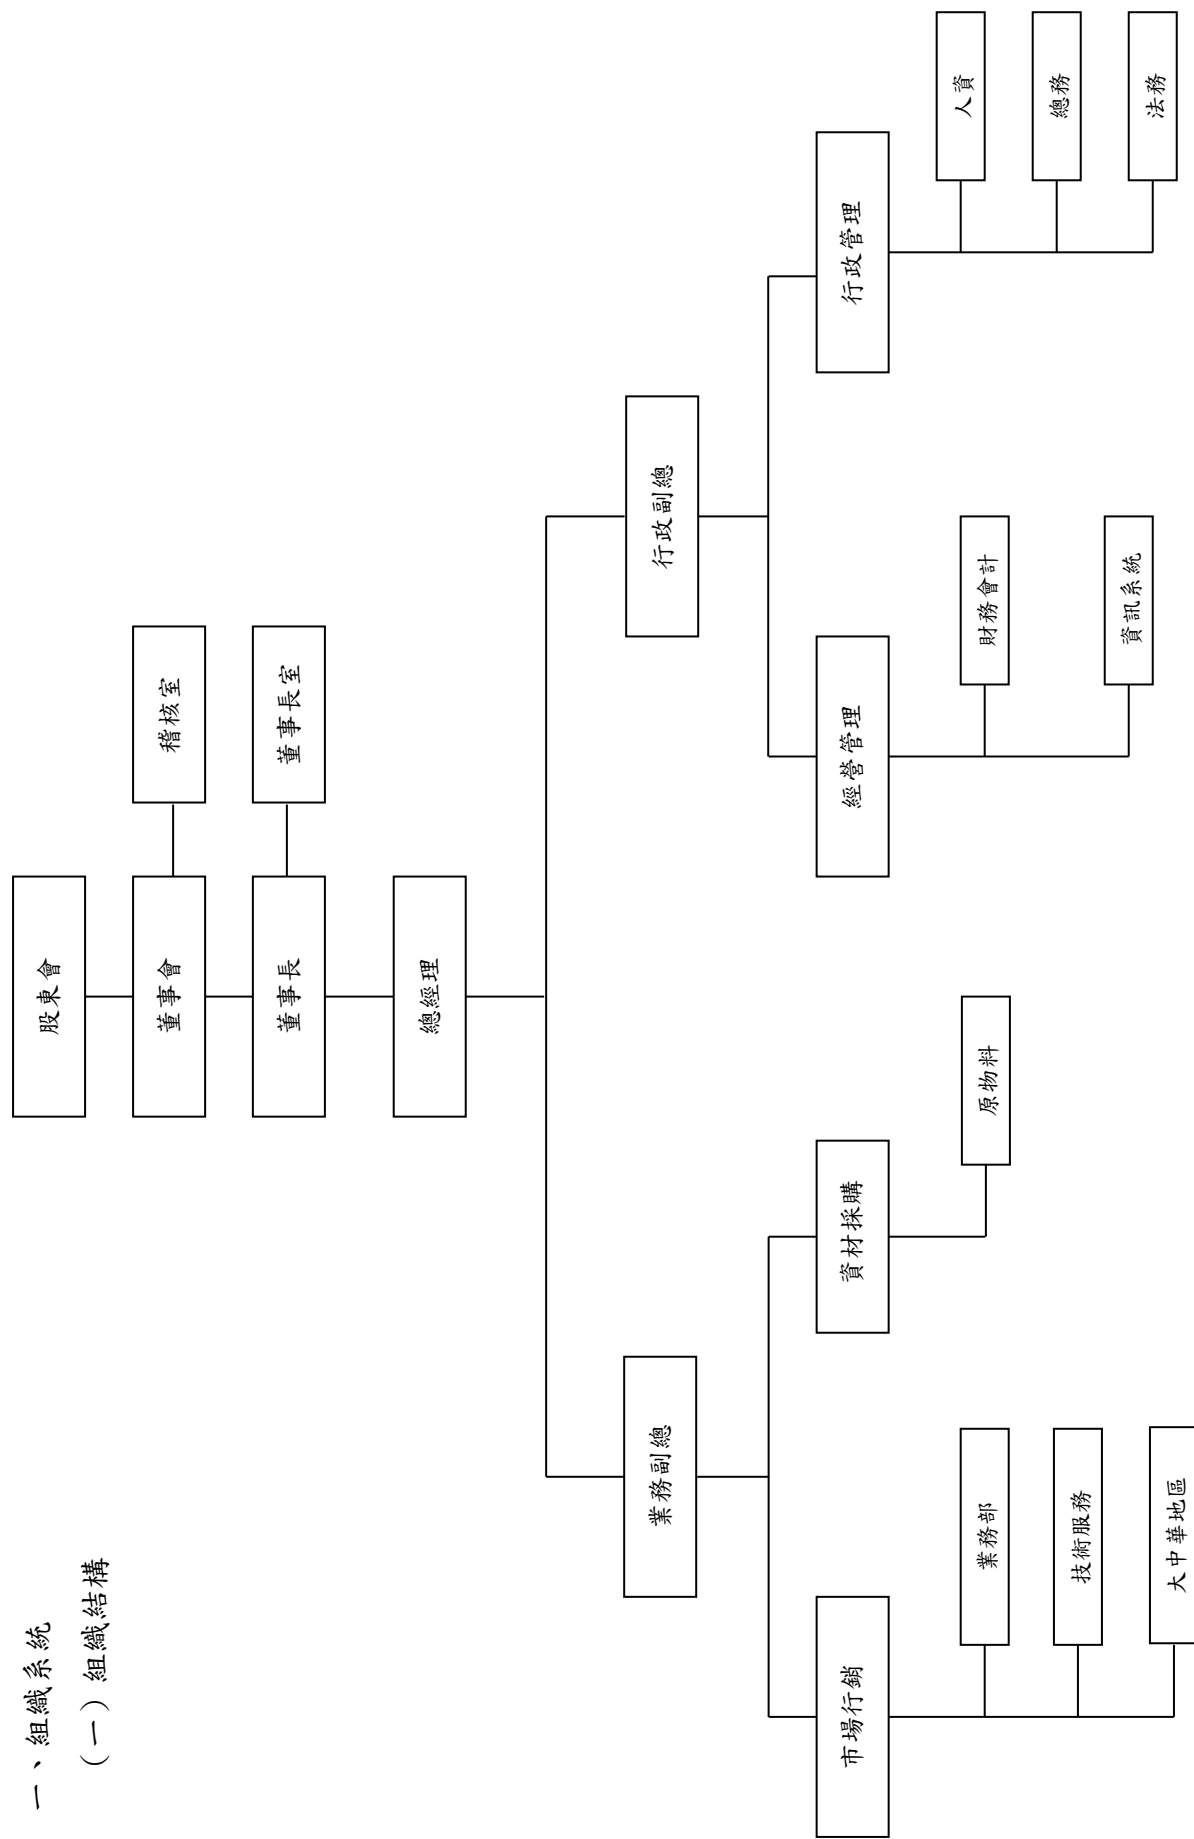 一、組織系統
(一)組織結構
股東會
董事會
稽核室
董事長
董事長室
總經理
業務副總
行政副總
市場行銷
資材採購
經營管理
行政管理
業務部
技術服務
大中華地區
原物料
財務會計
資訊系統
人資
總務
法務